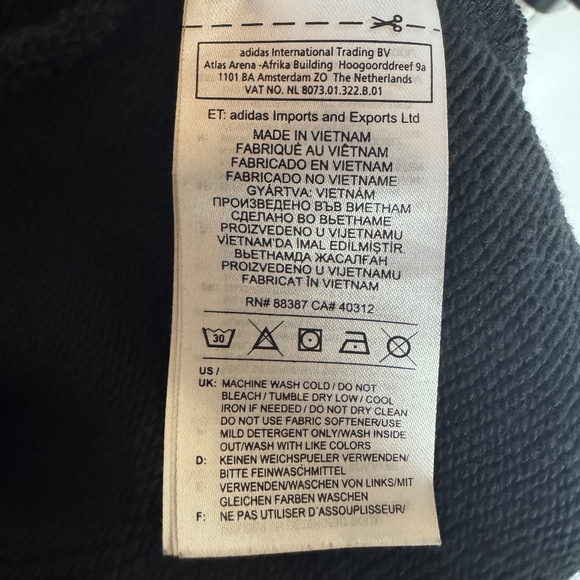 adidas International Trading BV
Atlas Arena -Afrika Building Hoogoorddreef 9a
1101 BA Amsterdam ZO The Netherlands
VAT NO. NL 8073.01.322.B.01
ET: adidas Imports and Exports Ltd
MADE IN VIETNAM
FABRIQUÉ AU VIÊTNAM
FABRICADO EN VIETNAM
FABRICADO NO VIETNAME
GYÁRTVA: VIETNÁM
ПРОИЗВЕДЕНО ВЪВ ВИЕТНАМ
СДЕЛАНО ВО ВЬЕТНАМЕ
PROIZVEDENO U VIJETNAMU
VİETNAM'DA İMAL EDİLMİŞTİR.
ВЬЕТНАМДА ЖАСАЛҒАН
PROIZVEDENO U VIJETNAMU
FABRICAT ÎN VIETNAM
RN# 88387 CA# 40312
30
US /
UK: MACHINE WASH COLD / DO NOT
BLEACH / TUMBLE DRY LOW / COOL
IRON IF NEEDED / DO NOT DRY CLEAN
DO NOT USE FABRIC SOFTENER/USE
MILD DETERGENT ONLY/WASH INSIDE
OUT/WASH WITH LIKE COLORS
D: KEINEN WEICHSPUELER VERWENDEN/
BITTE FEINWASCHMITTEL
VERWENDEN/WASCHEN VON LINKS/MIT
GLEICHEN FARBEN WASCHEN
F: NE PAS UTILISER D'ASSOUPLISSEUR/